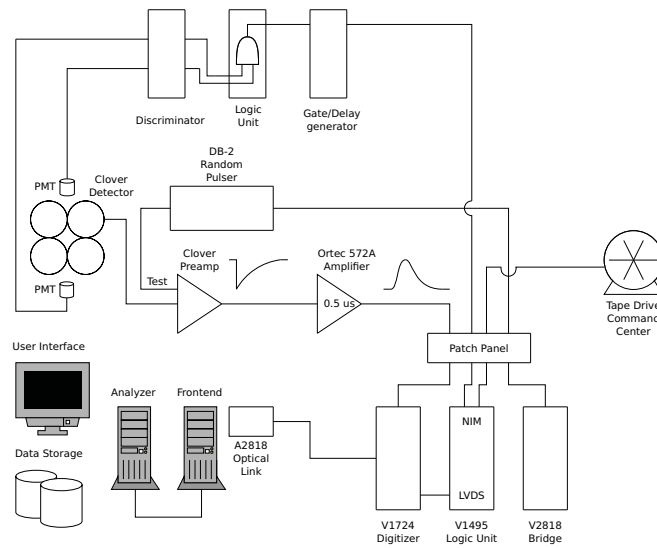 Discriminator
Logic
Unit
Gate/Delay
generator
DB-2
Random
Pulser
PMT
Clover
Detector
PMT
Test
Clover
Preamp
Ortec 572A
Amplifier
0.5 us
Tape Drive
Command
Center
Patch Panel
User Interface
Analyzer
Frontend
Data Storage
A2818
Optical
Link
NIM
LVDS
V1724
Digitizer
V1495
Logic Unit
V2818
Bridge